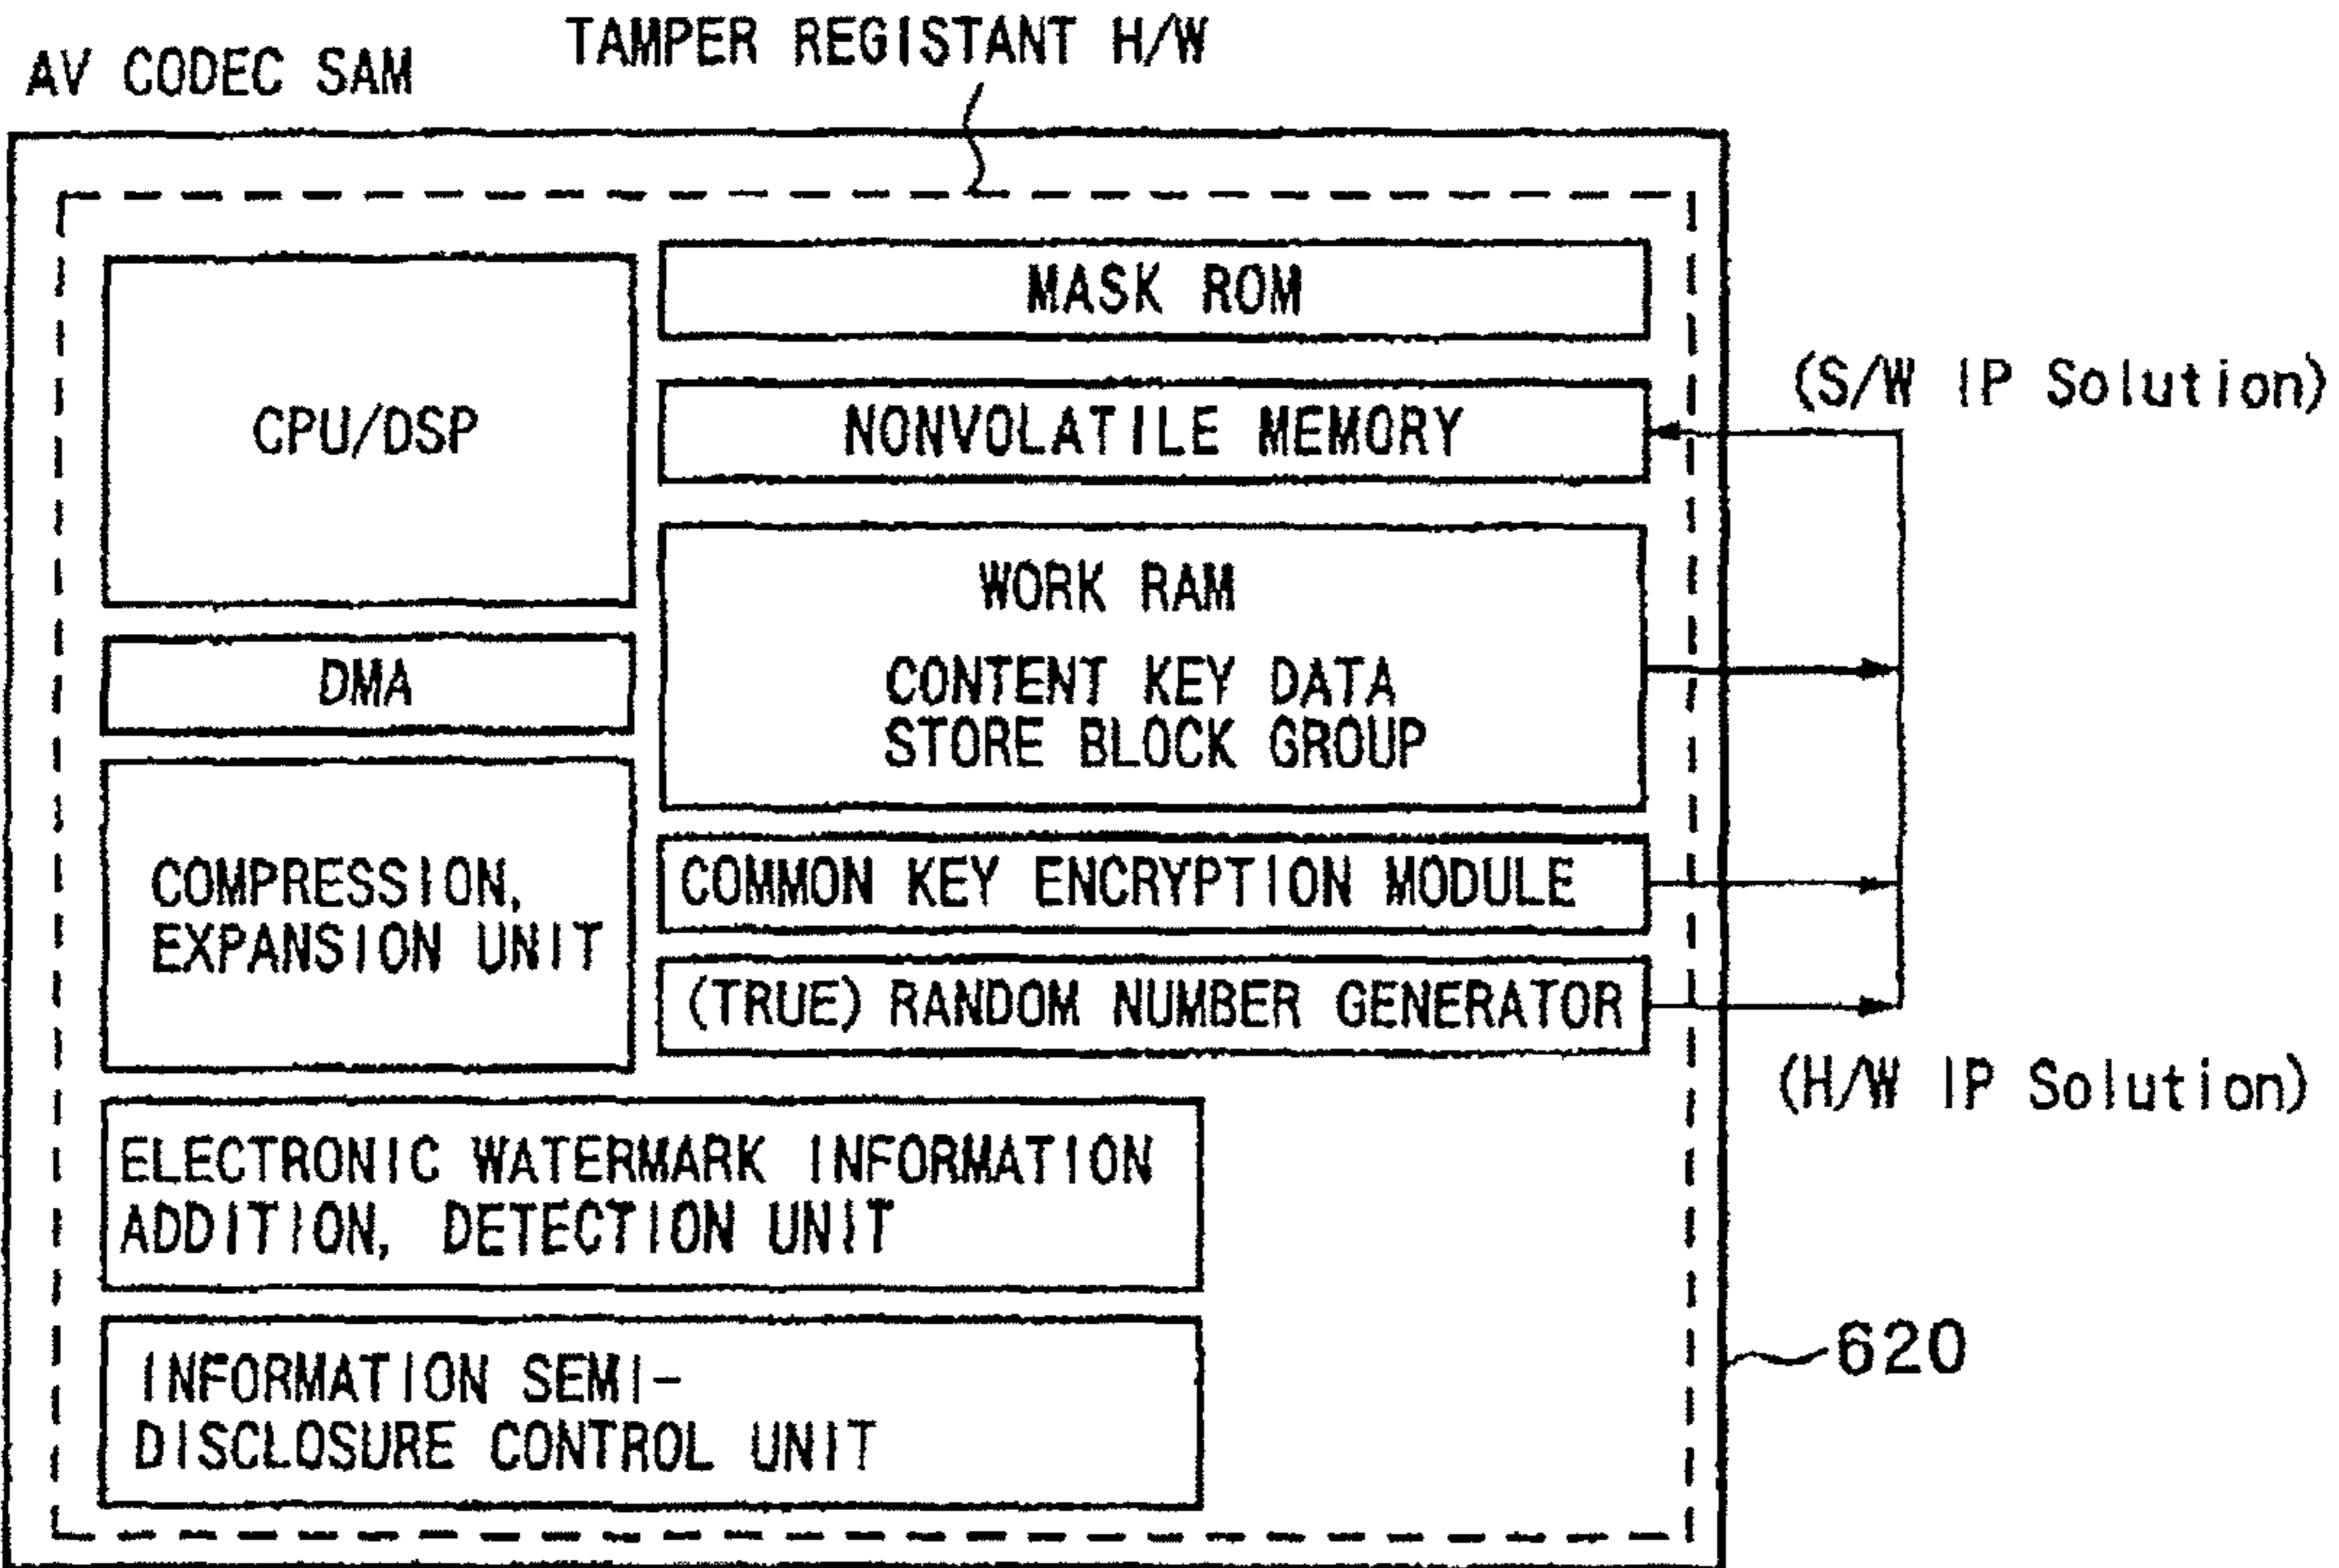 TAMPER REGISTANT H/W
AV CODEC SAM
MASK ROM
CPU/DSP
NONVOLATILE MEMORY
(S/W IP Solution)
WORK RAM
CONTENT KEY DATA
STORE BLOCK GROUP
DMA
COMPRESSION,
EXPANSION UNIT
COMMON KEY ENCRYPTION MODULE
(TRUE) RANDOM NUMBER GENERATOR
(H/W IP Solution)
ELECTRONIC WATERMARK INFORMATION
ADDITION, DETECTION UNIT
INFORMATION SEMI-
DISCLOSURE CONTROL UNIT
620